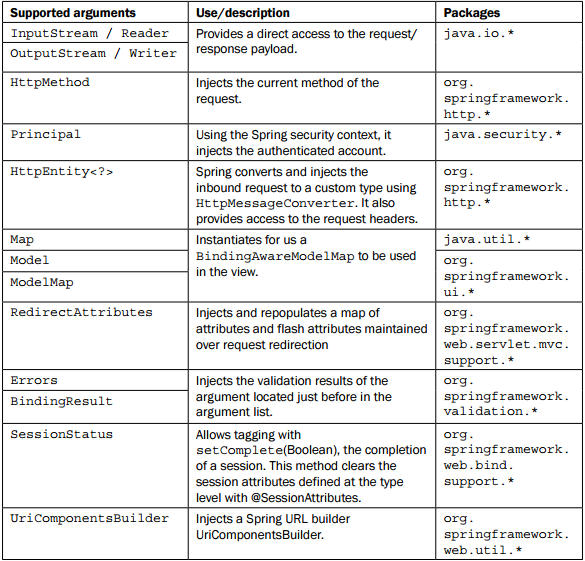 Supported arguments Use/description Packages
InputStream / Reader
OutputStream / Writer
Provides a direct access to the request/
response payload.
java.io.*
HttpMethod
Injects the current method of the
request.
org.
springframework.
http.*
Principal
Using the Spring security context, it
injects the authenticated account.
java.security.*
HttpEntity<?>
Spring converts and injects the
inbound request to a custom type using
HttpMessageConverter. It also
provides access to the request headers.
org.
springframework.
http.*
Map
Model
ModelMap
Instantiates for us a
BindingAwareModelMap to be used
in the view.
java.util.*
org.
springframework.
ui.*
RedirectAttributes
Injects and repopulates a map of
attributes and flash attributes maintained
over request redirection
org.
springframework.
web.servlet.mvc.
support.*
Errors
BindingResult
Injects the validation results of the
argument located just before in the
argument list.
org.
springframework.
validation.*
SessionStatus
Allows tagging with
setComplete(Boolean), the completion
of a session. This method clears the
session attributes defined at the type
level with @SessionAttributes.
org.
springframework.
web.bind.
support.*
UriComponentsBuilder
Injects a Spring URL builder
UriComponentsBuilder.
org.
springframework.
web.util.*